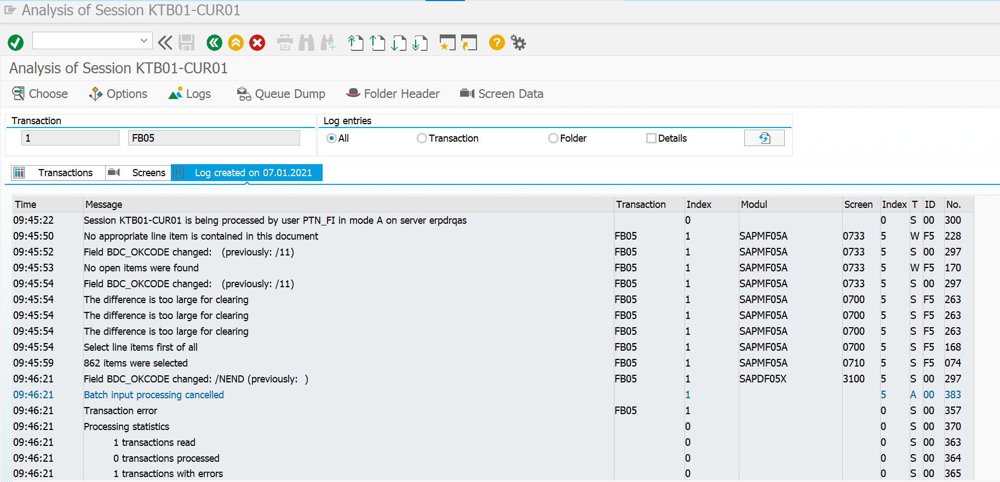 Analysis of Session KTB01-CUR01
Analysis of Session KTB01-CUR01
Choose Options Logs Queue Dump Folder Header Screen Data
Transaction Log entries
1 FB05 All Transaction Folder Details
Transactions Screens Log created on 07.01.2021
Time Message Transaction Index Modul Screen Index T ID No.
09:45:22 Session KTB01-CUR01 is being processed by user PTN_FI in mode A on server erpdrqas 0 0 S 00 300
09:45:50 No appropriate line item is contained in this document FB05 1 SAPMF05A 0733 5 W F5 228
09:45:52 Field BDC_OKCODE changed: (previously: /11) FB05 1 SAPMF05A 0733 5 S 00 297
09:45:53 No open items were found FB05 1 SAPMF05A 0733 5 W F5 170
09:45:54 Field BDC_OKCODE changed: (previously: /11) FB05 1 SAPMF05A 0733 5 S 00 297
09:45:54 The difference is too large for clearing FB05 1 SAPMF05A 0700 5 S F5 263
09:45:54 The difference is too large for clearing FB05 1 SAPMF05A 0700 5 S F5 263
09:45:54 The difference is too large for clearing FB05 1 SAPMF05A 0700 5 S F5 263
09:45:54 Select line items first of all FB05 1 SAPMF05A 0700 5 S F5 168
09:45:59 862 items were selected FB05 1 SAPMF05A 0710 5 S F5 074
09:46:21 Field BDC_OKCODE changed: /NEND (previously: ) FB05 1 SAPDF05X 3100 5 S 00 297
09:46:21 Batch input processing cancelled 1 5 A 00 383
09:46:21 Transaction error FB05 1 0 S 00 357
09:46:21 Processing statistics 0 0 S 00 370
09:46:21 1 transactions read 0 0 S 00 363
09:46:21 0 transactions processed 0 0 S 00 364
09:46:21 1 transactions with errors 0 0 S 00 365